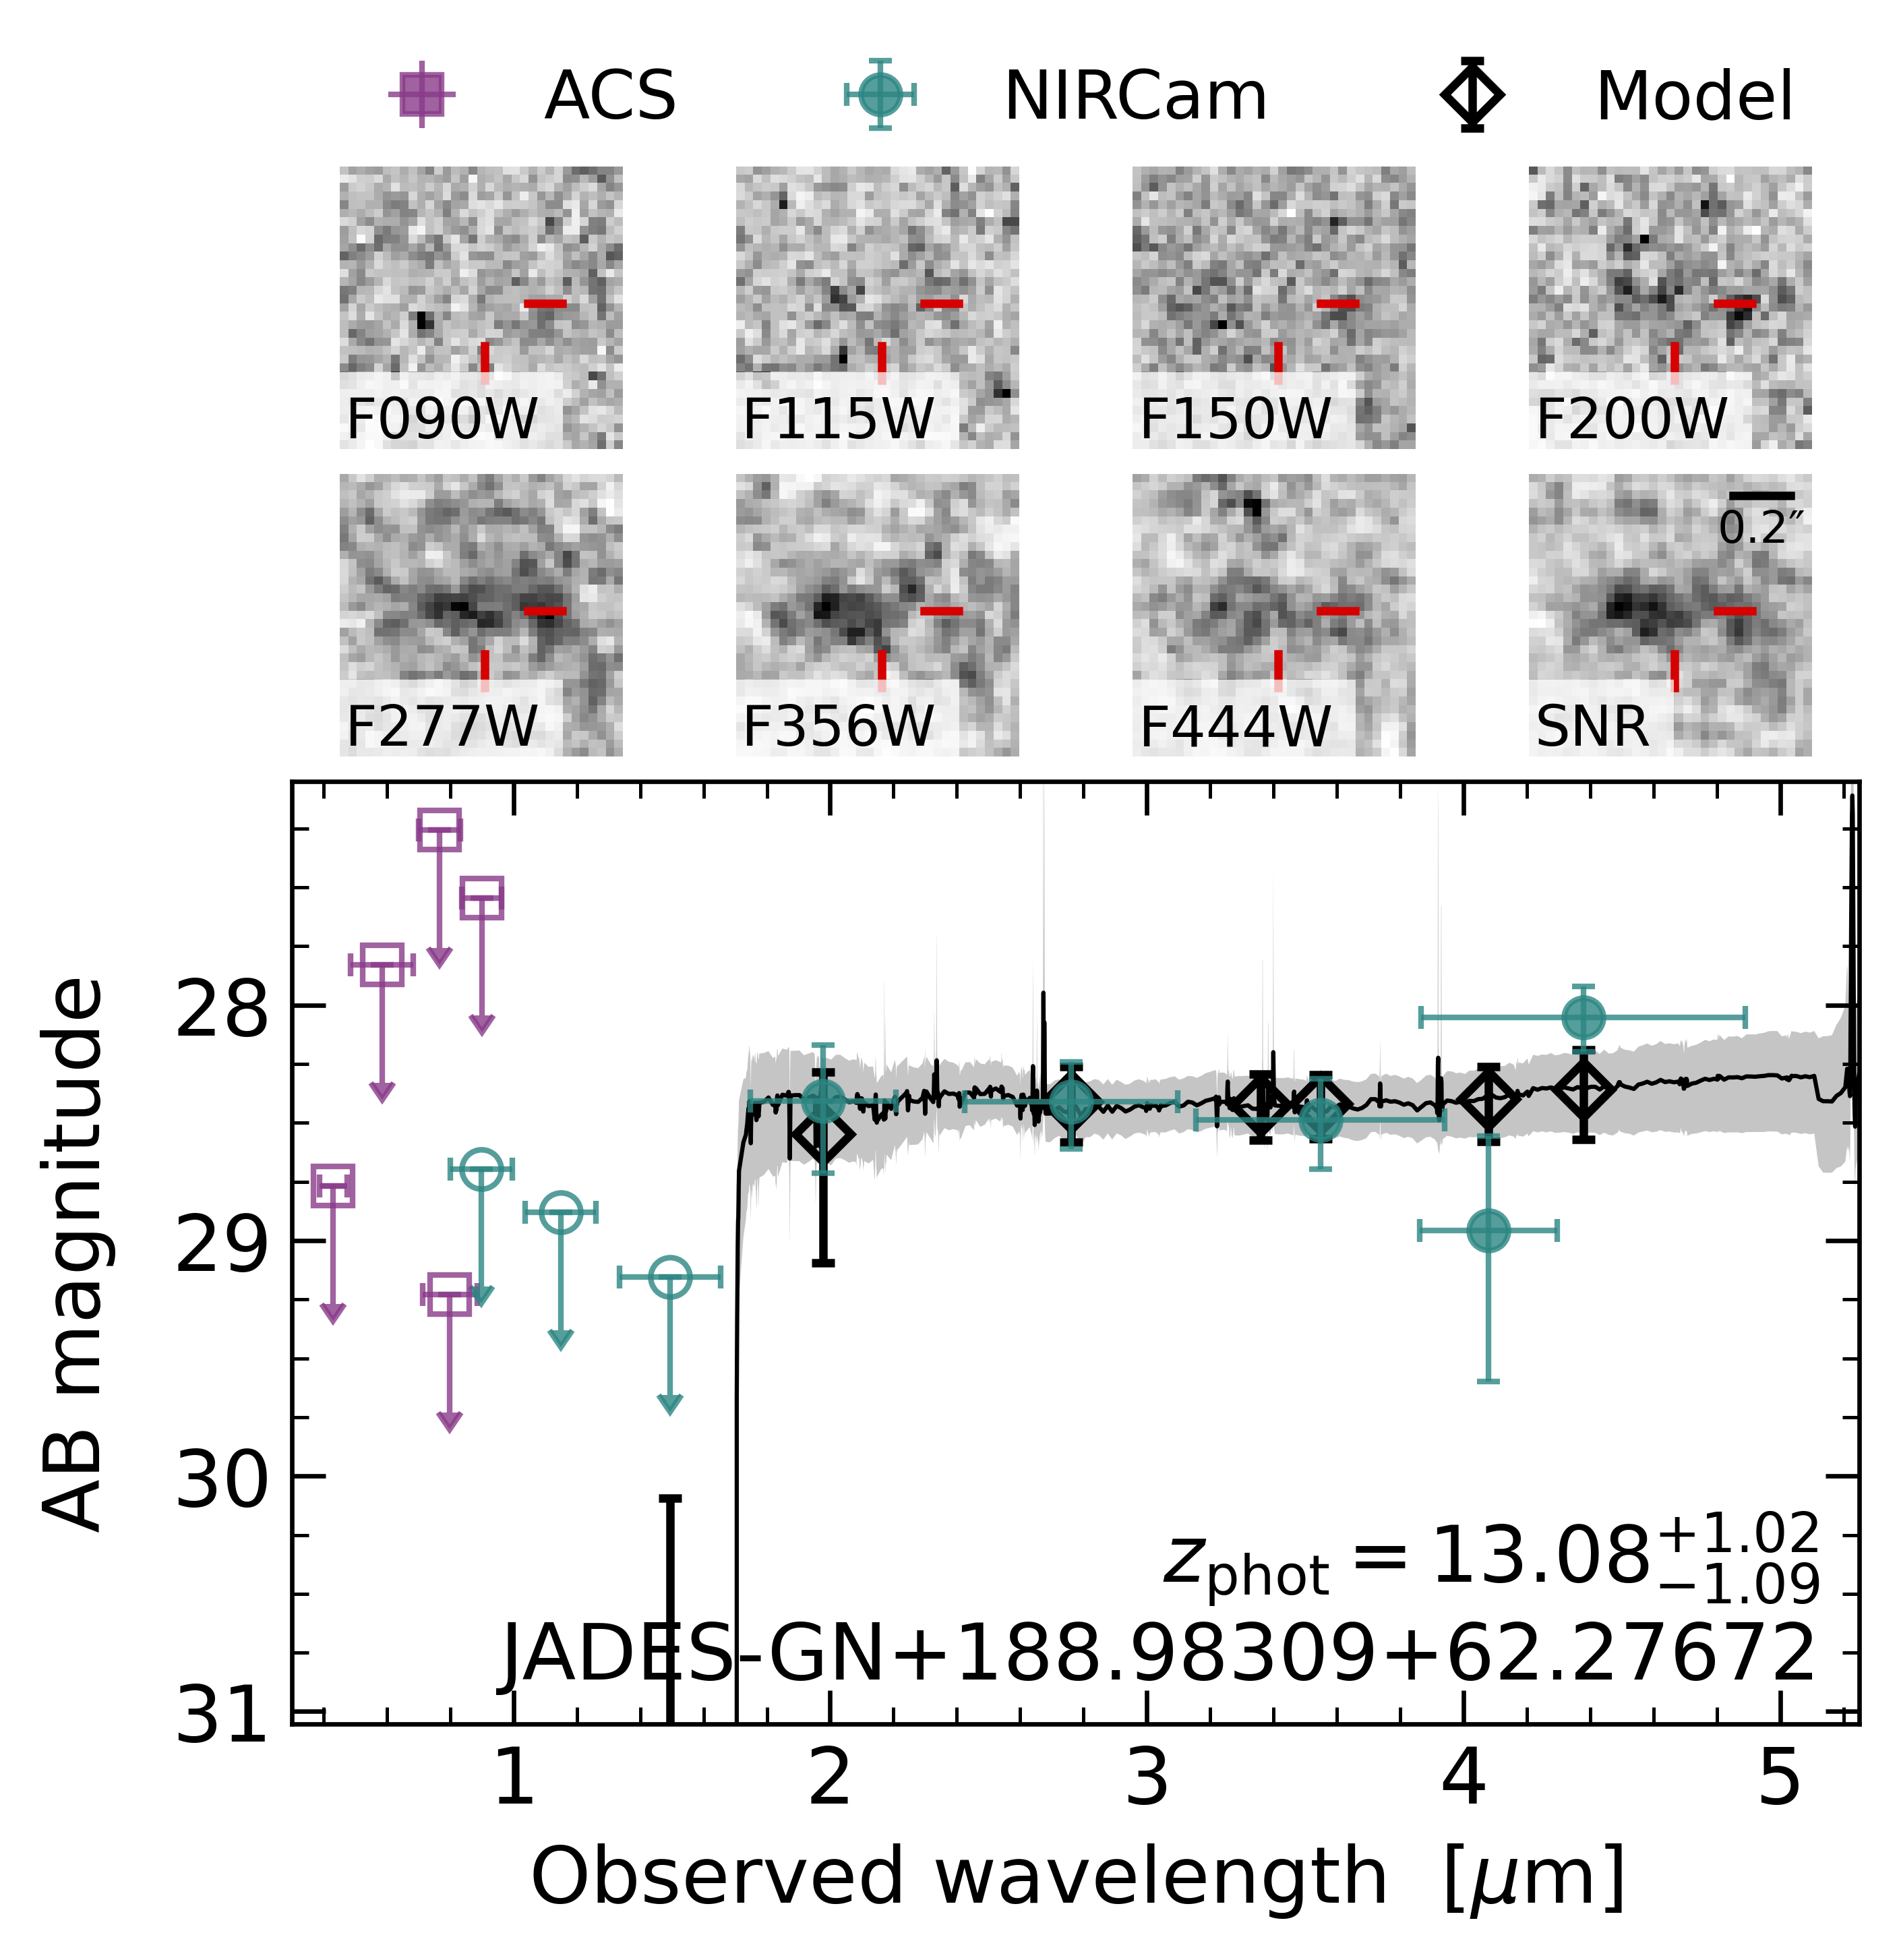 ACS NIRCam Model
F090W F115W F150W F200W
0.2″
F277W F356W F444W SNR
AB magnitude
28
29
30
31
z_phot = 13.08^{+1.02}_{−1.09}
JADES-GN+188.98309+62.27672
1 2 3 4 5
Observed wavelength [μm]